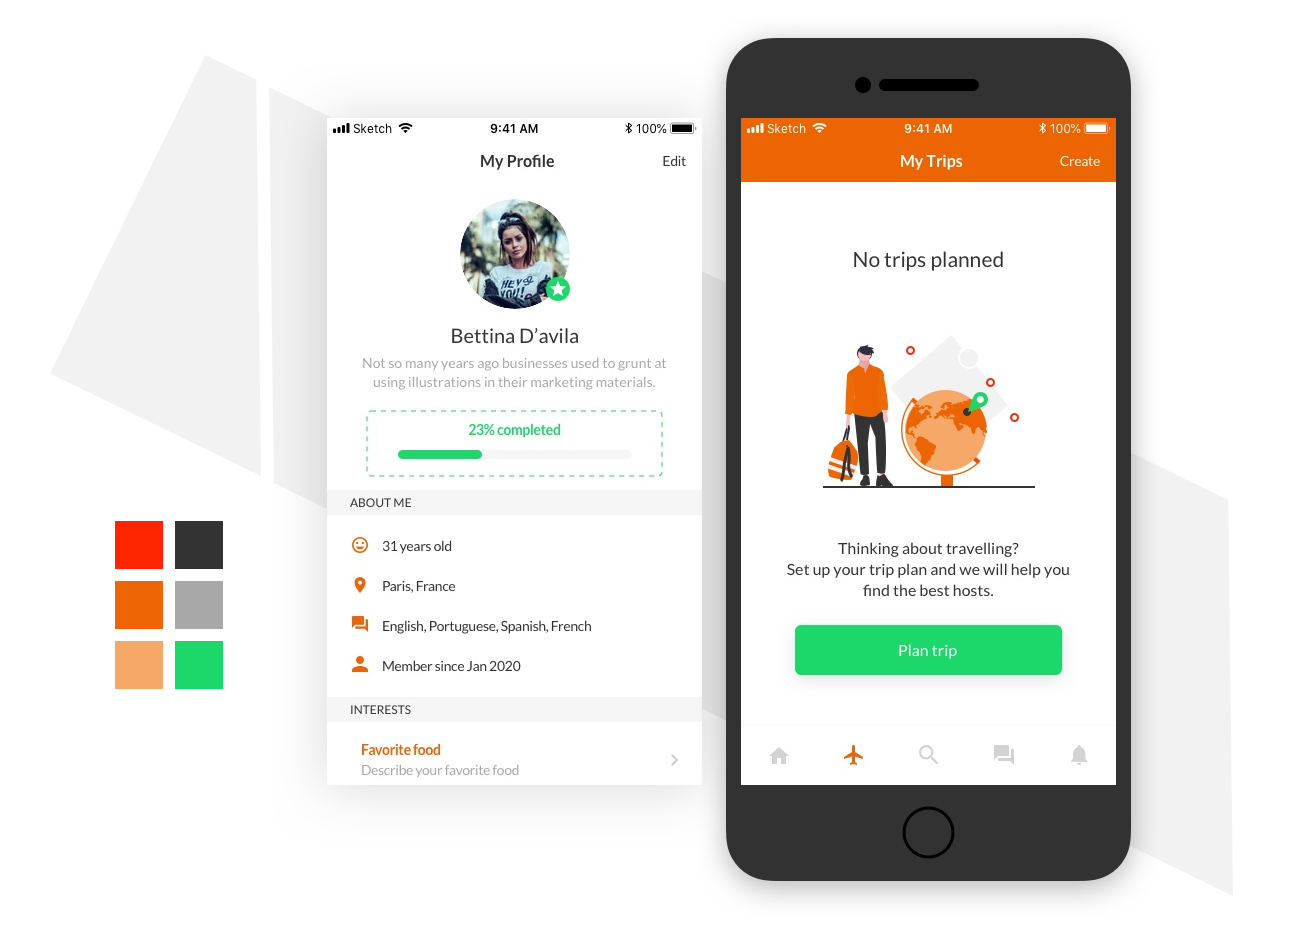 Sketch 9:41 AM 100%
My Profile Edit
HEY
YOU!
Bettina D’avila
Not so many years ago businesses used to grunt at
using illustrations in their marketing materials.
23% completed
ABOUT ME
31 years old
Paris, France
English, Portuguese, Spanish, French
Member since Jan 2020
INTERESTS
Favorite food
Describe your favorite food
Sketch 9:41 AM 100%
My Trips Create
No trips planned
Thinking about travelling?
Set up your trip plan and we will help you
find the best hosts.
Plan trip